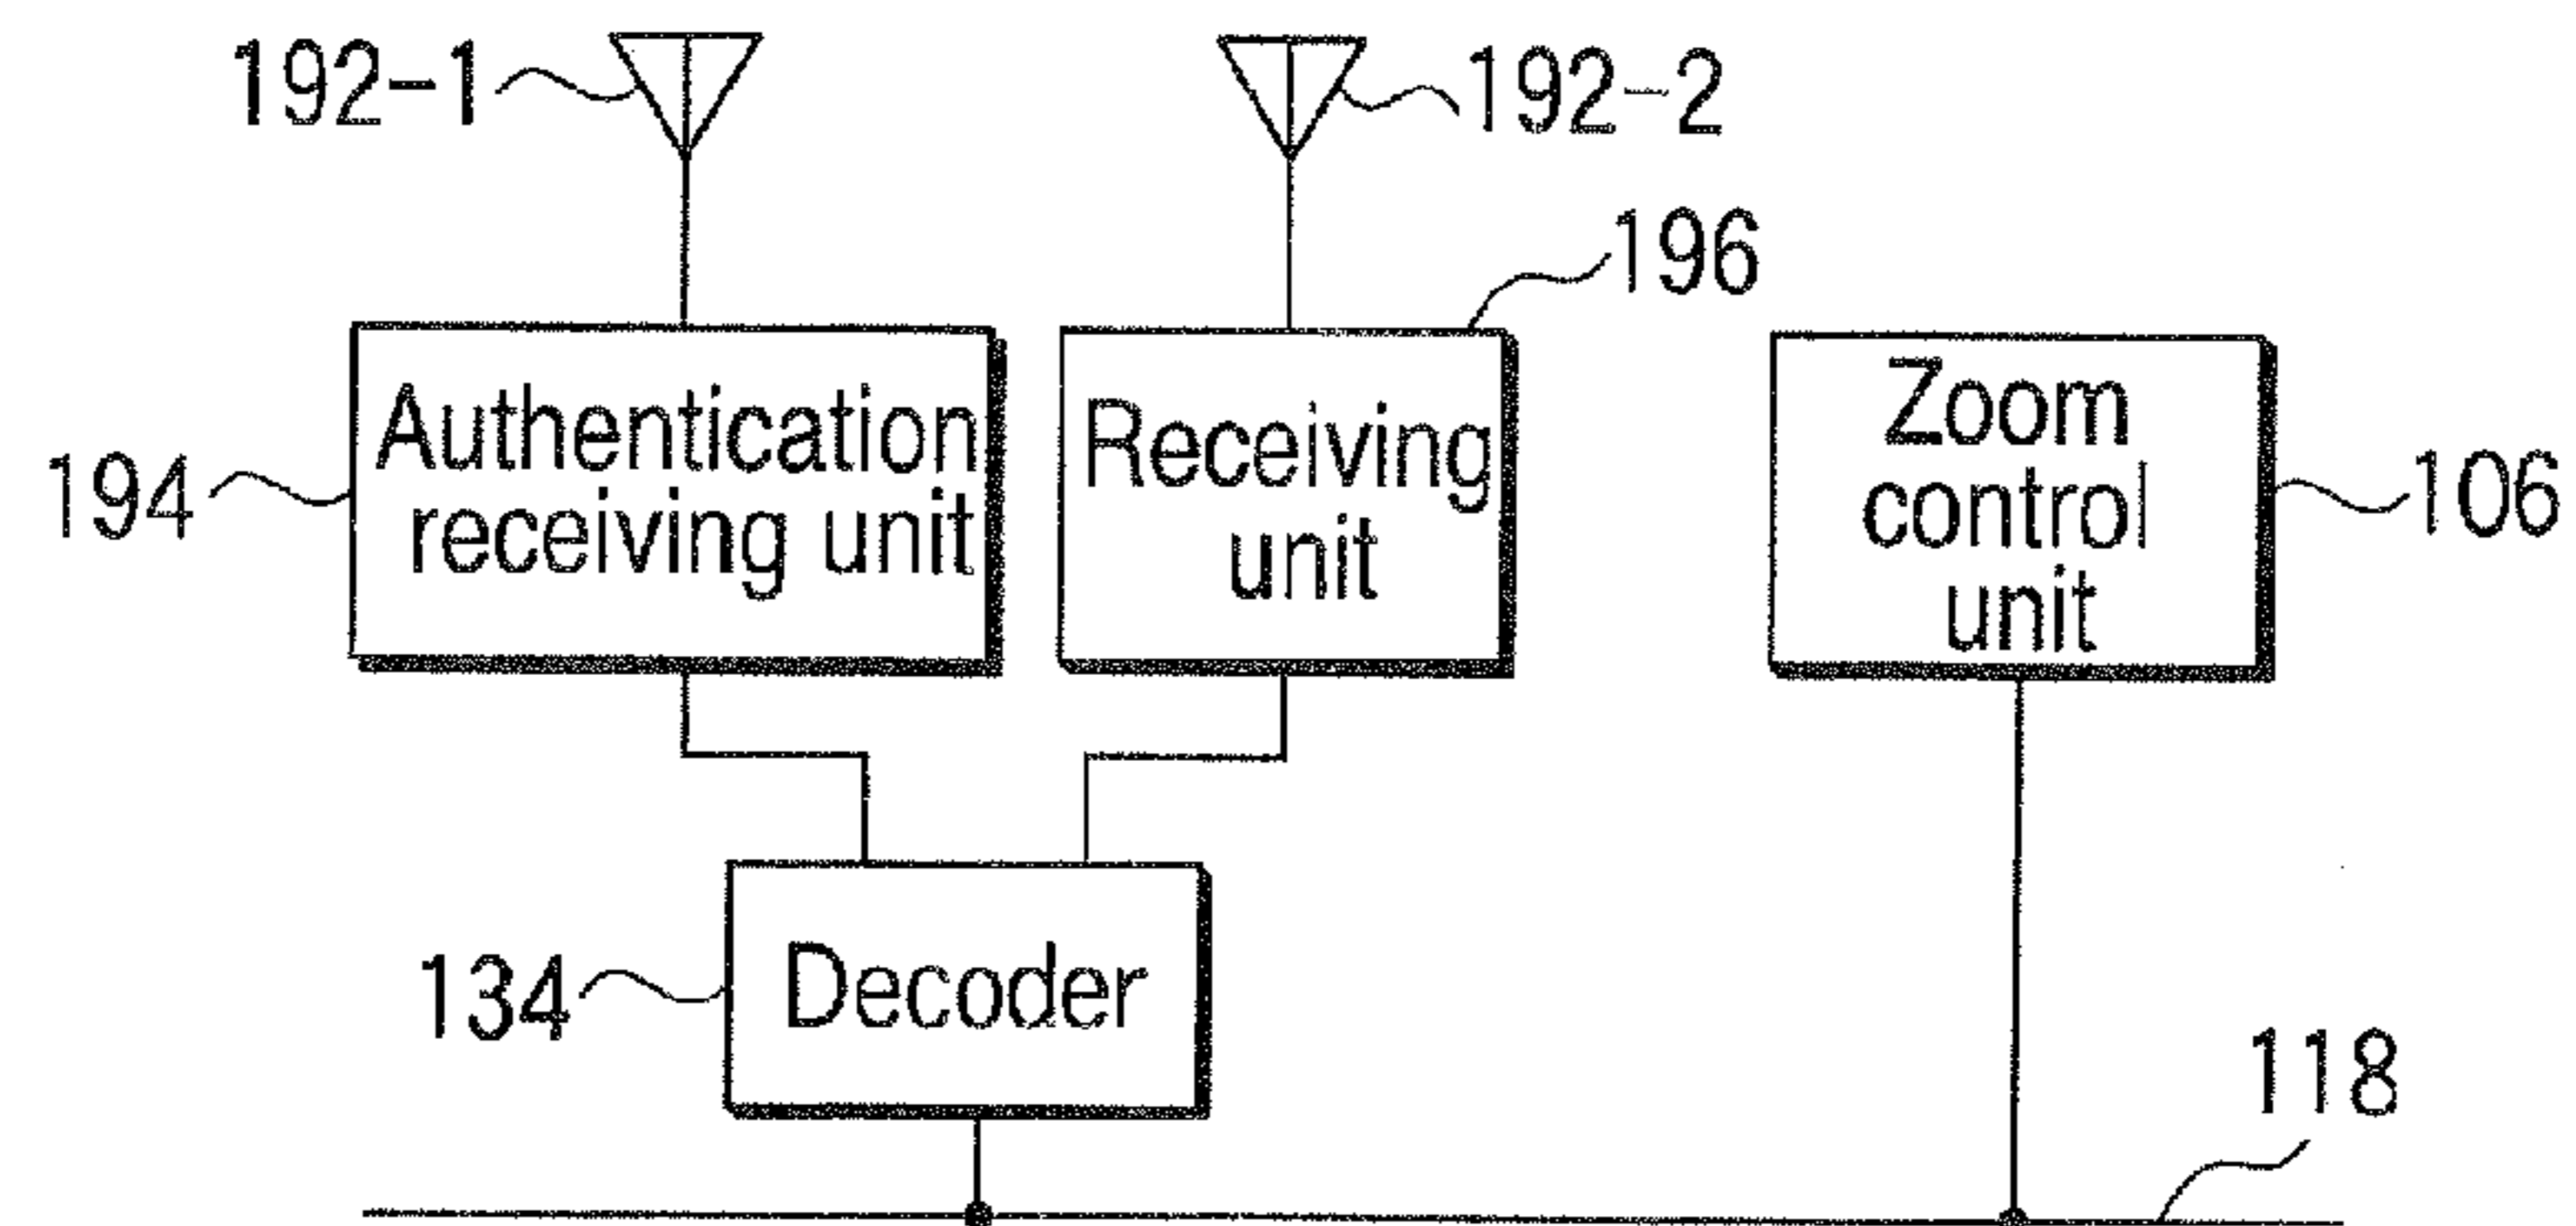 192-1
192-2
196
Authentication
receiving unit
194
Receiving
unit
Zoom
control
unit
106
Decoder
134
118